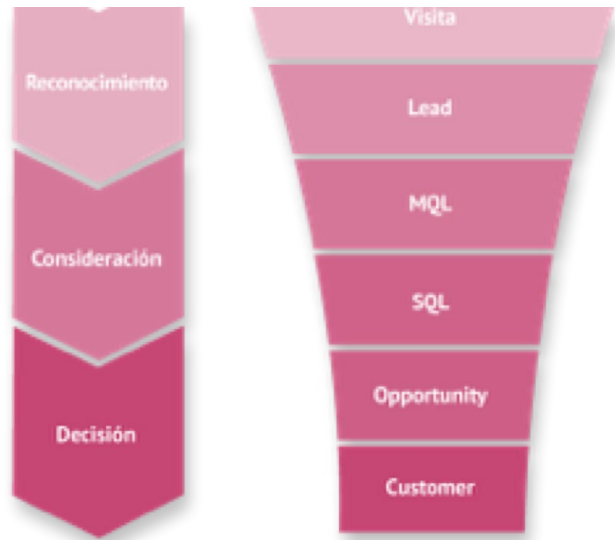 Visita
Reconocimiento
Lead
MQL
Consideración
SQL
Opportunity
Decisión
Customer